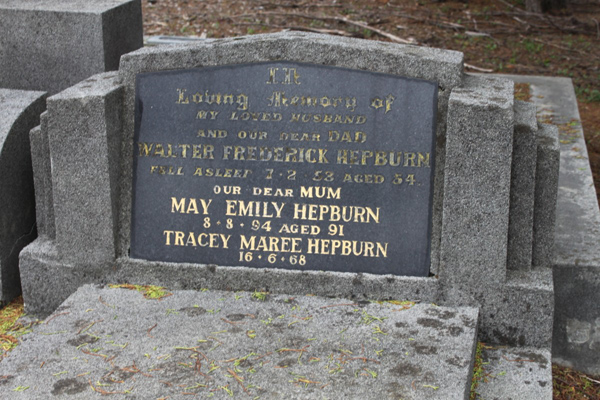 In
Loving Memory of
MY LOVED HUSBAND
AND OUR DEAR DAD
WALTER FREDERICK HEPBURN
FELL ASLEEP 7·2·53 AGED 54.
OUR DEAR MUM
MAY EMILY HEPBURN
8·8·94 AGED 91
TRACEY MAREE HEPBURN
16·6·68